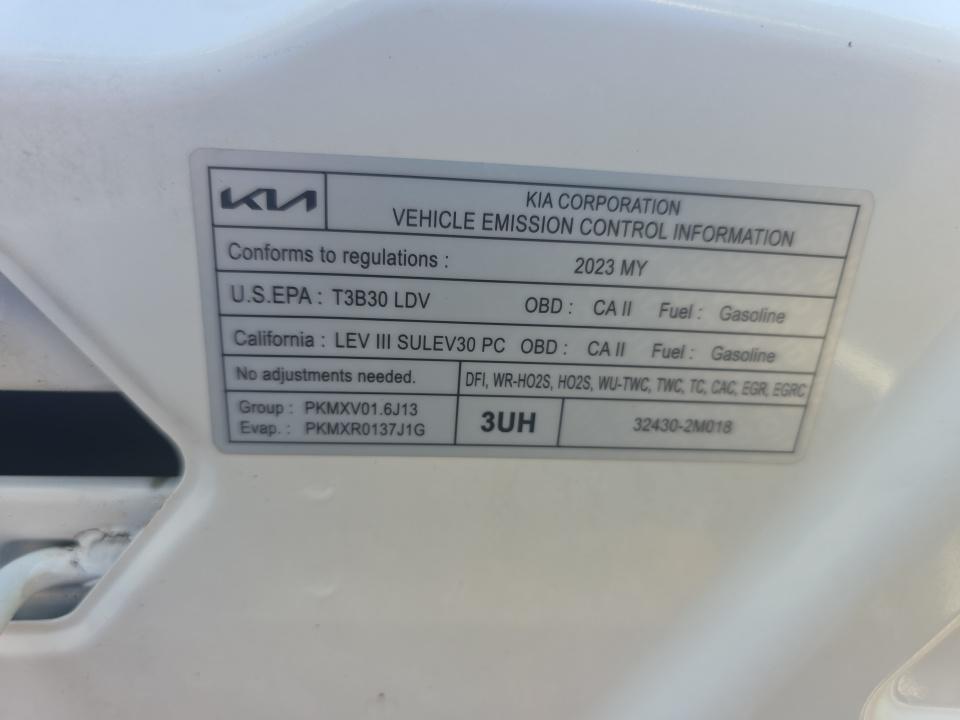 KIA
KIA CORPORATION
VEHICLE EMISSION CONTROL INFORMATION
Conforms to regulations : 2023 MY
U.S.EPA : T3B30 LDV OBD : CA II Fuel : Gasoline
California : LEV III SULEV30 PC OBD : CA II Fuel : Gasoline
No adjustments needed.
DFI, WR-HO2S, HO2S, WU-TWC, TWC, TC, CAC, EGR, EGRC
Group : PKMXV01.6J13
Evap. : PKMXR0137J1G
3UH
32430-2M018